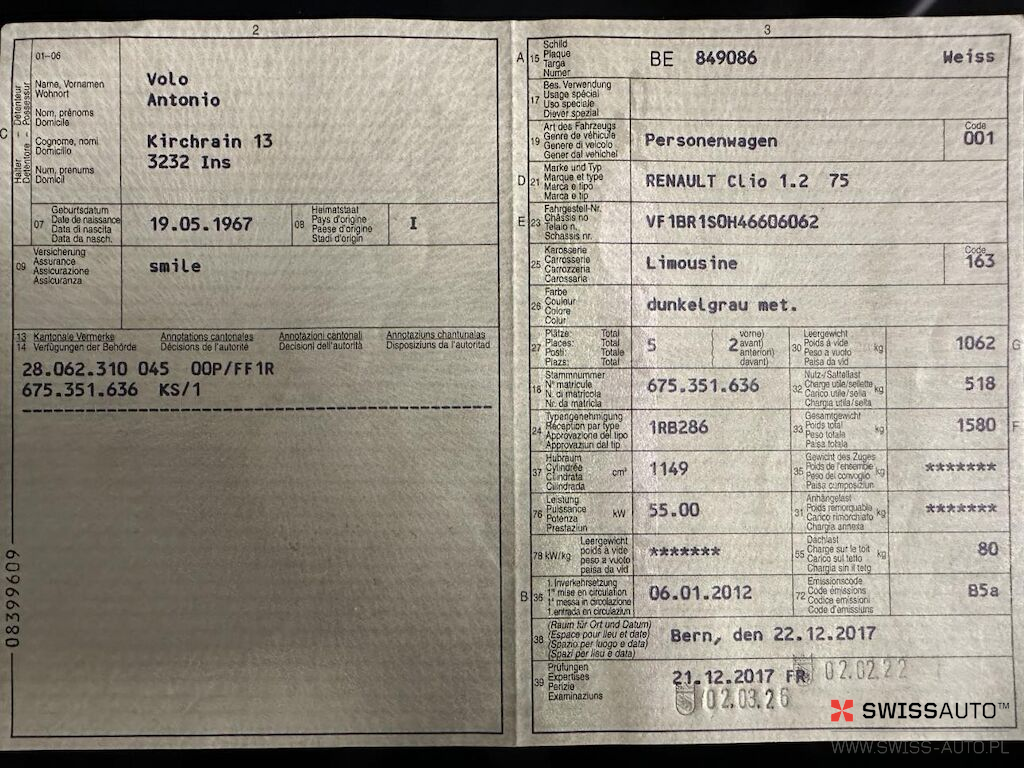 2
01–06
Halter – Détenteur
Detentore – Possessur
C
Name, Vornamen
Wohnort
Nom, prénoms
Domicile
Cognome, nomi
Domicilio
Num, prenums
Domicil
Volo
Antonio
Kirchrain 13
3232 Ins
07
Geburtsdatum
Date de naissance
Data di nascita
Data da nasch.
19.05.1967
08
Heimatstaat
Pays d'origine
Paese d'origine
Stadi d'origin
I
09
Versicherung
Assurance
Assicurazione
Assicuranza
smile
13 Kantonale Vermerke Annotations cantonales Annotazioni cantonali Annotaziuns chantunalas
14 Verfügungen der Behörde Décisions de l'autorité Decisioni dell'autorità Disposiziuns da l'autoritad
28.062.310 045 00P/FF1R
675.351.636 KS/1
08399609
3
A 15
Schild
Plaque
Targa
Numer
BE 849086 Weiss
17
Bes. Verwendung
Usage spécial
Uso speciale
Diever spezial
19
Art des Fahrzeugs
Genre de véhicule
Genere di veicolo
Gener dal vehichel
Personenwagen
Code
001
D 21
Marke und Typ
Marque et type
Marca e tipo
Marca e tip
RENAULT Clio 1.2 75
E 23
Fahrgestell-Nr.
Châssis no
Telaio n.
Schassis nr.
VF1BR1S0H46606062
25
Karosserie
Carrosserie
Carrozzeria
Carossaria
Limousine
Code
163
26
Farbe
Couleur
Colore
Colur
dunkelgrau met.
27
Plätze: Total
Places: Total
Posti: Totale
Plazs: Total
5
( vorne)
( avant)
anteriori)
( davant)
2
30
Leergewicht
Poids à vide
Peso a vuoto
Paisa da vid
kg
1062
G
18
Stammnummer
N° matricule
N. di matricola
Nr. da matricla
675.351.636
32
Nutz-/Sattellast
Charge utile/sellette
Carico utile/sella
Chargia utila/sella
kg
518
24
Typengenehmigung
Réception par type
Approvazione del tipo
Approvaziun dal tip
1RB286
33
Gesamtgewicht
Poids total
Peso totale
Paisa totala
kg
1580
F
37
Hubraum
Cylindrée
Cilindrata
Cilindrada
cm³
1149
35
Gewicht des Zuges
Poids de l'ensemble
Peso del convoglio
Paisa cumposiziun
kg
*******
76
Leistung
Puissance
Potenza
Prestaziun
kW
55.00
31
Anhängelast
Poids remorquable
Carico rimorchiato
Chargia annexa
kg
*******
78 kW/kg
Leergewicht
poids à vide
peso a vuoto
paisa da vid
*******
55
Dachlast
Charge sur le toit
Carico sul tetto
Chargia sin il tetg
kg
80
B 36
1. Inverkehrsetzung
1re mise en circulation
1a messa in circolazione
1. entrada en circulaziun
06.01.2012
72
Emissionscode
Code émissions
Codice emissioni
Code d'emissiuns
B5a
38
(Raum für Ort und Datum)
(Espace pour lieu et date)
(Spazio per luogo e data)
(Spazi per lieu e data)
Bern, den 22.12.2017
39
Prüfungen
Expertises
Perizie
Examinaziuns
21.12.2017 FR
02.02.22
02.03.26
SWISSAUTO™
WWW.SWISS-AUTO.PL